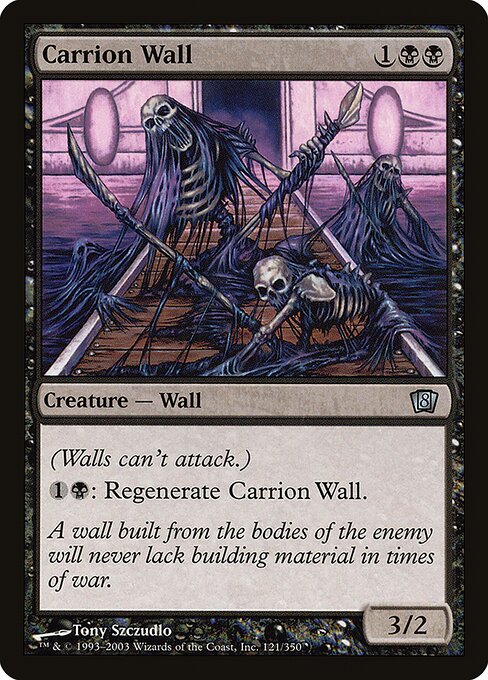 Carrion Wall 1
Creature — Wall 8
(Walls can't attack.)
1: Regenerate Carrion Wall.
A wall built from the bodies of the enemy
will never lack building material in times
of war.
Tony Szczudlo
™ & © 1993–2003 Wizards of the Coast, Inc. 121/350
3/2